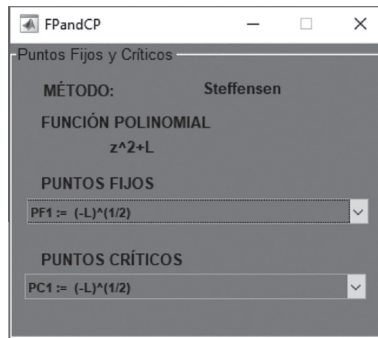 FPandCP
Puntos Fijos y Críticos
MÉTODO: Steffensen
FUNCIÓN POLINOMIAL
z^2+L
PUNTOS FIJOS
PF1 := (-L)^(1/2)
PUNTOS CRÍTICOS
PC1 := (-L)^(1/2)